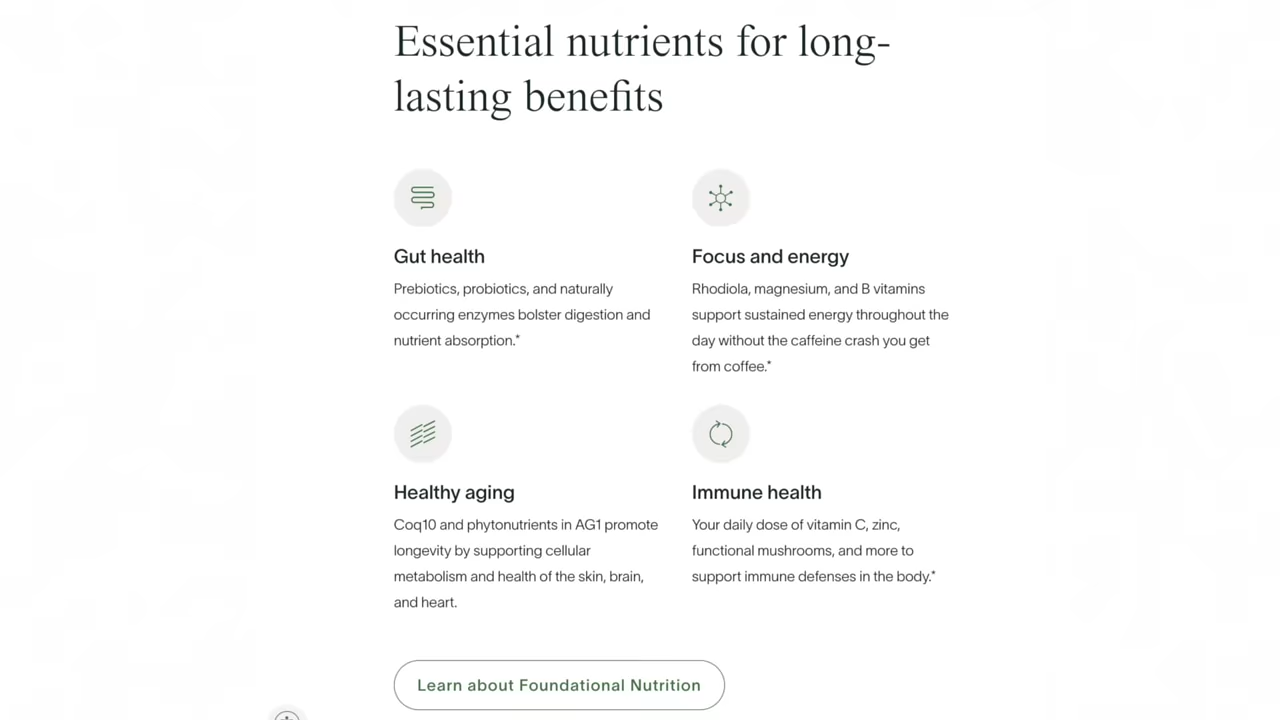 Essential nutrients for long-
lasting benefits
Gut health
Prebiotics, probiotics, and naturally
occurring enzymes bolster digestion and
nutrient absorption.*
Focus and energy
Rhodiola, magnesium, and B vitamins
support sustained energy throughout the
day without the caffeine crash you get
from coffee.*
Healthy aging
Coq10 and phytonutrients in AG1 promote
longevity by supporting cellular
metabolism and health of the skin, brain,
and heart.
Immune health
Your daily dose of vitamin C, zinc,
functional mushrooms, and more to
support immune defenses in the body.*
Learn about Foundational Nutrition